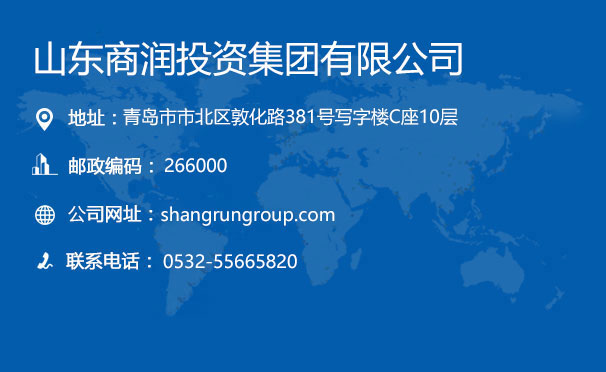 山东商润投资集团有限公司
地址：青岛市市北区敦化路381号写字楼C座10层
邮政编码： 266000
公司网址：shangrungroup.com
联系电话： 0532-55665820